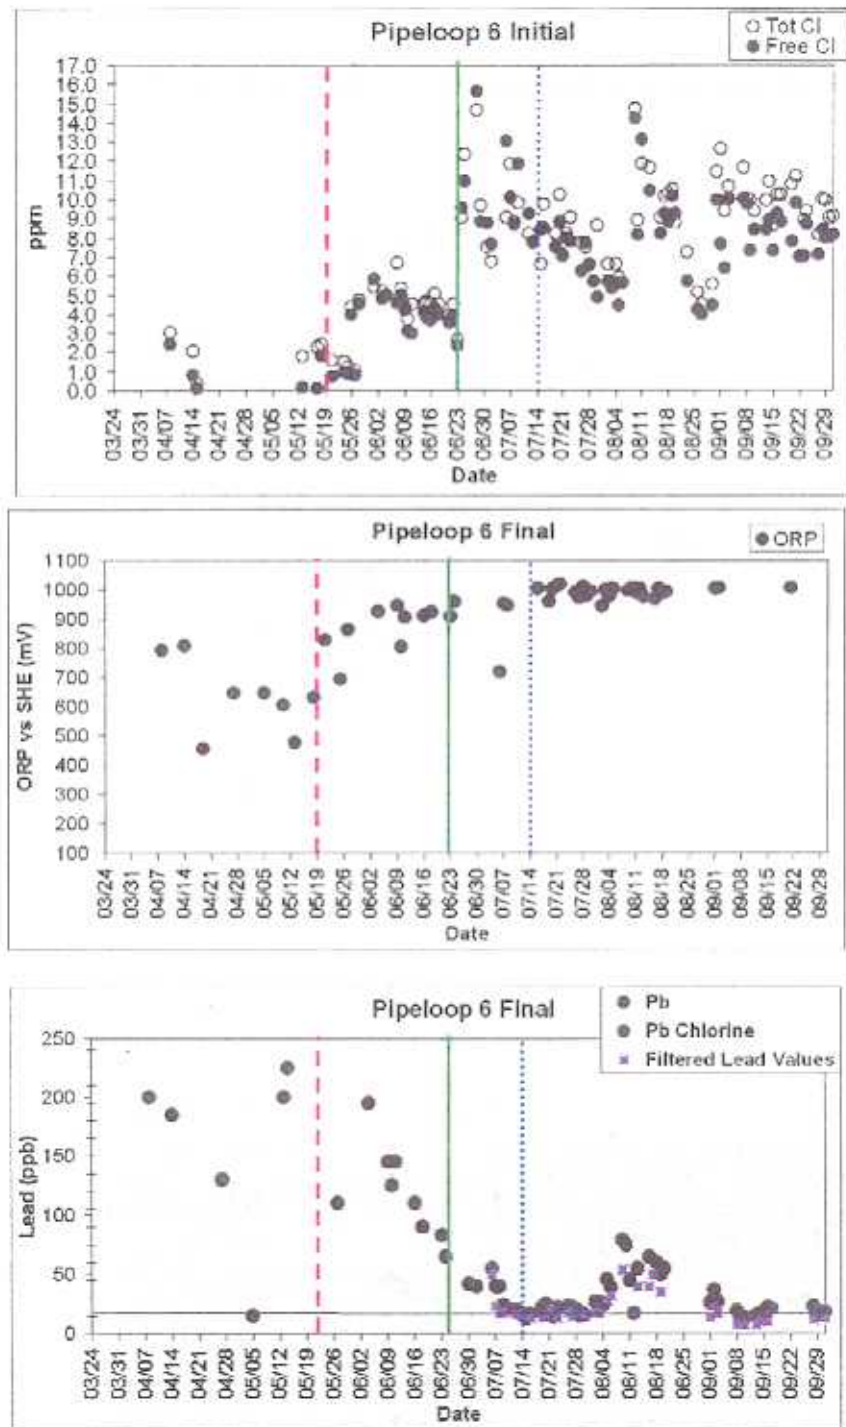 Pipeloop 6 Initial
Tot Cl
Free Cl
17.0
16.0
15.0
14.0
13.0
12.0
11.0
10.0
9.0
8.0
7.0
6.0
5.0
4.0
3.0
2.0
1.0
0.0
ppm
03/24 03/31 04/07 04/14 04/21 04/28 05/05 05/12 05/19 05/26 06/02 06/09 06/16 06/23 06/30 07/07 07/14 07/21 07/28 08/04 08/11 08/18 08/25 09/01 09/08 09/15 09/22 09/29
Date
Pipeloop 6 Final
ORP
1100
1000
900
800
700
600
500
400
300
200
100
ORP vs SHE (mV)
03/24 03/31 04/07 04/14 04/21 04/28 05/05 05/12 05/19 05/26 06/02 06/09 06/16 06/23 06/30 07/07 07/14 07/21 07/28 08/04 08/11 08/18 08/25 09/01 09/08 09/15 09/22 09/29
Date
Pipeloop 6 Final
Pb
Pb Chlorine
Filtered Lead Values
250
200
150
100
50
0
Lead (ppb)
03/24 03/31 04/07 04/14 04/21 04/28 05/05 05/12 05/19 05/26 06/02 06/09 06/16 06/23 06/30 07/07 07/14 07/21 07/28 08/04 08/11 08/18 08/25 09/01 09/08 09/15 09/22 09/29
Date